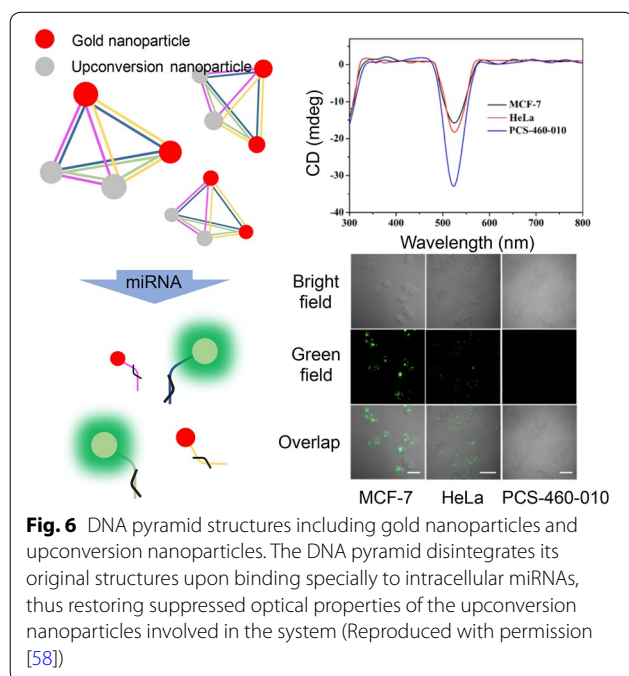 Gold nanoparticle
Upconversion nanoparticle
miRNA
0
-10
-20
-30
-40
CD (mdeg)
MCF-7
HeLa
PCS-460-010
300 400 500 600 700 800
Wavelength (nm)
Bright
field
Green
field
Overlap
MCF-7 HeLa PCS-460-010
Fig. 6 DNA pyramid structures including gold nanoparticles and
upconversion nanoparticles. The DNA pyramid disintegrates its
original structures upon binding specially to intracellular miRNAs,
thus restoring suppressed optical properties of the upconversion
nanoparticles involved in the system (Reproduced with permission
[58])